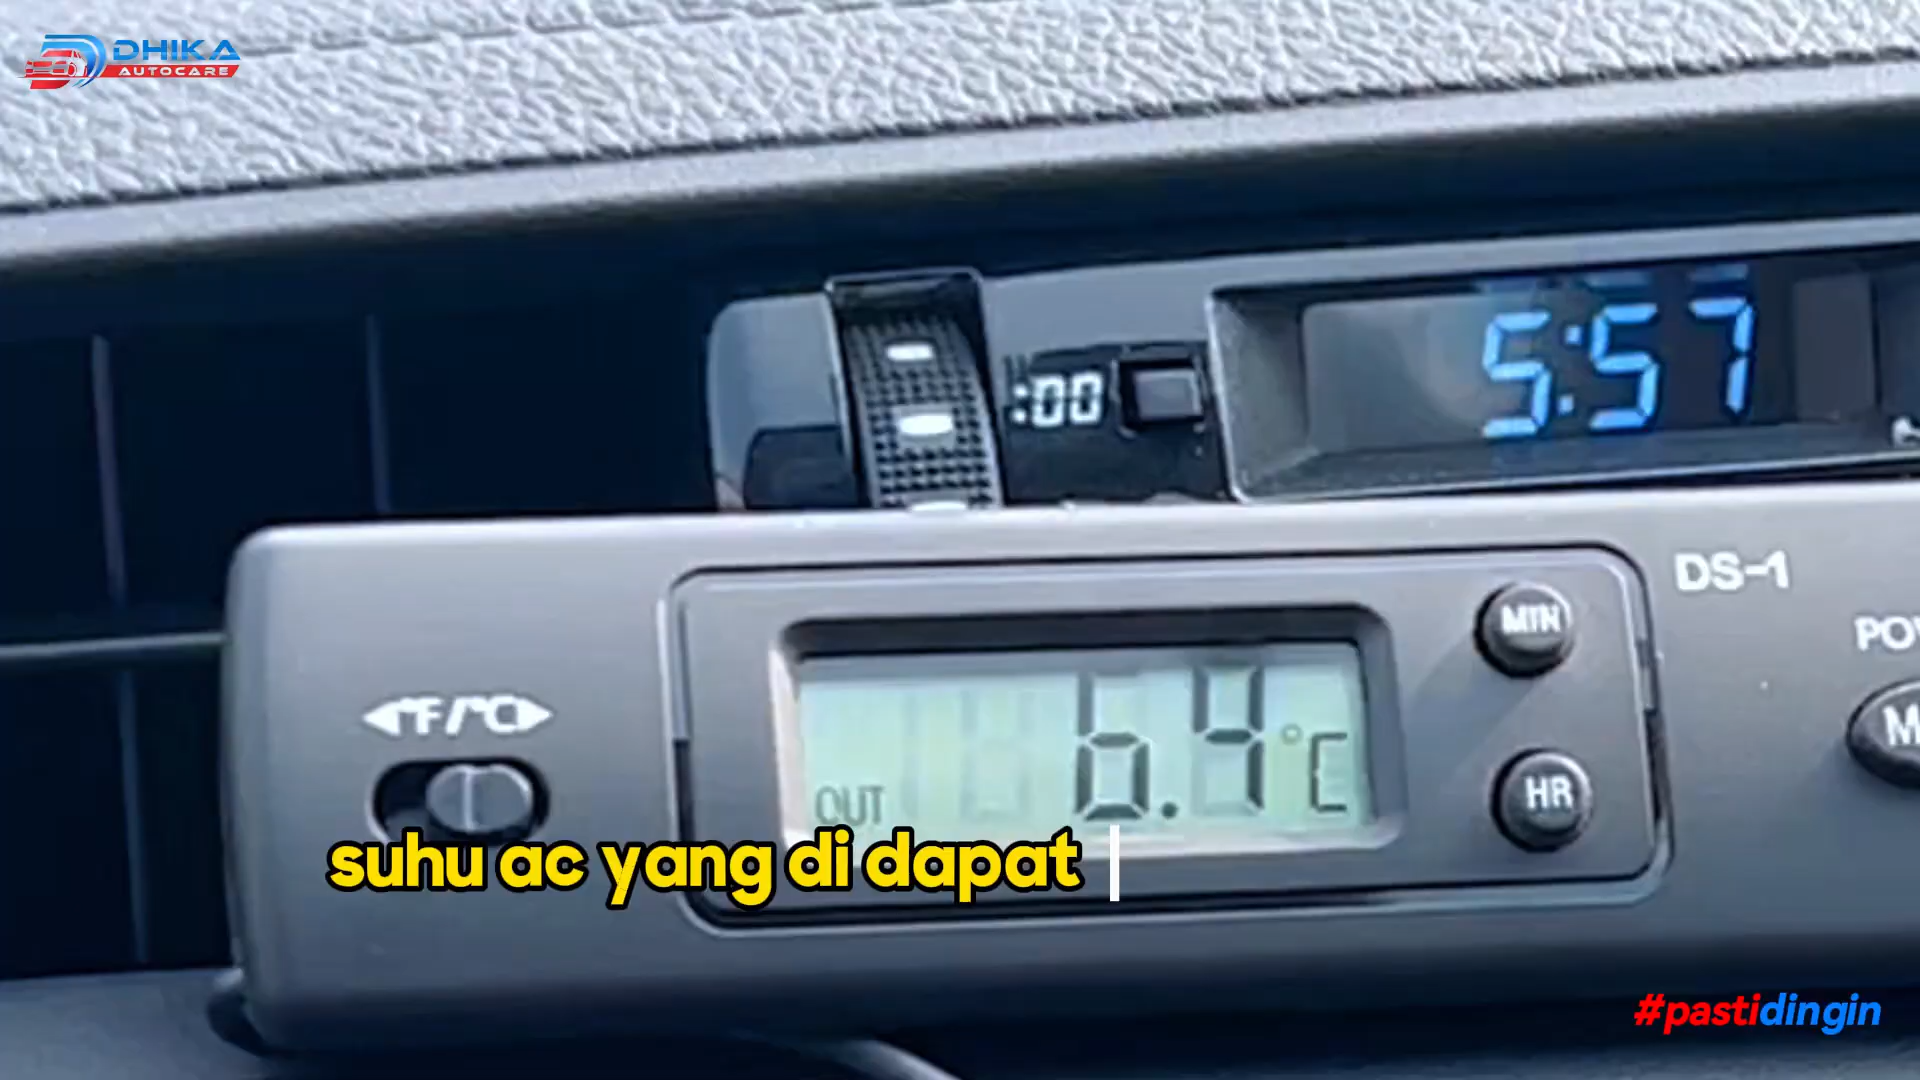 DHIKA
AUTOCARE
:00
5:57
DS-1
MIN
°F/°C
OUT
6.4 °C
HR
suhu ac yang di dapat
#pastidingin